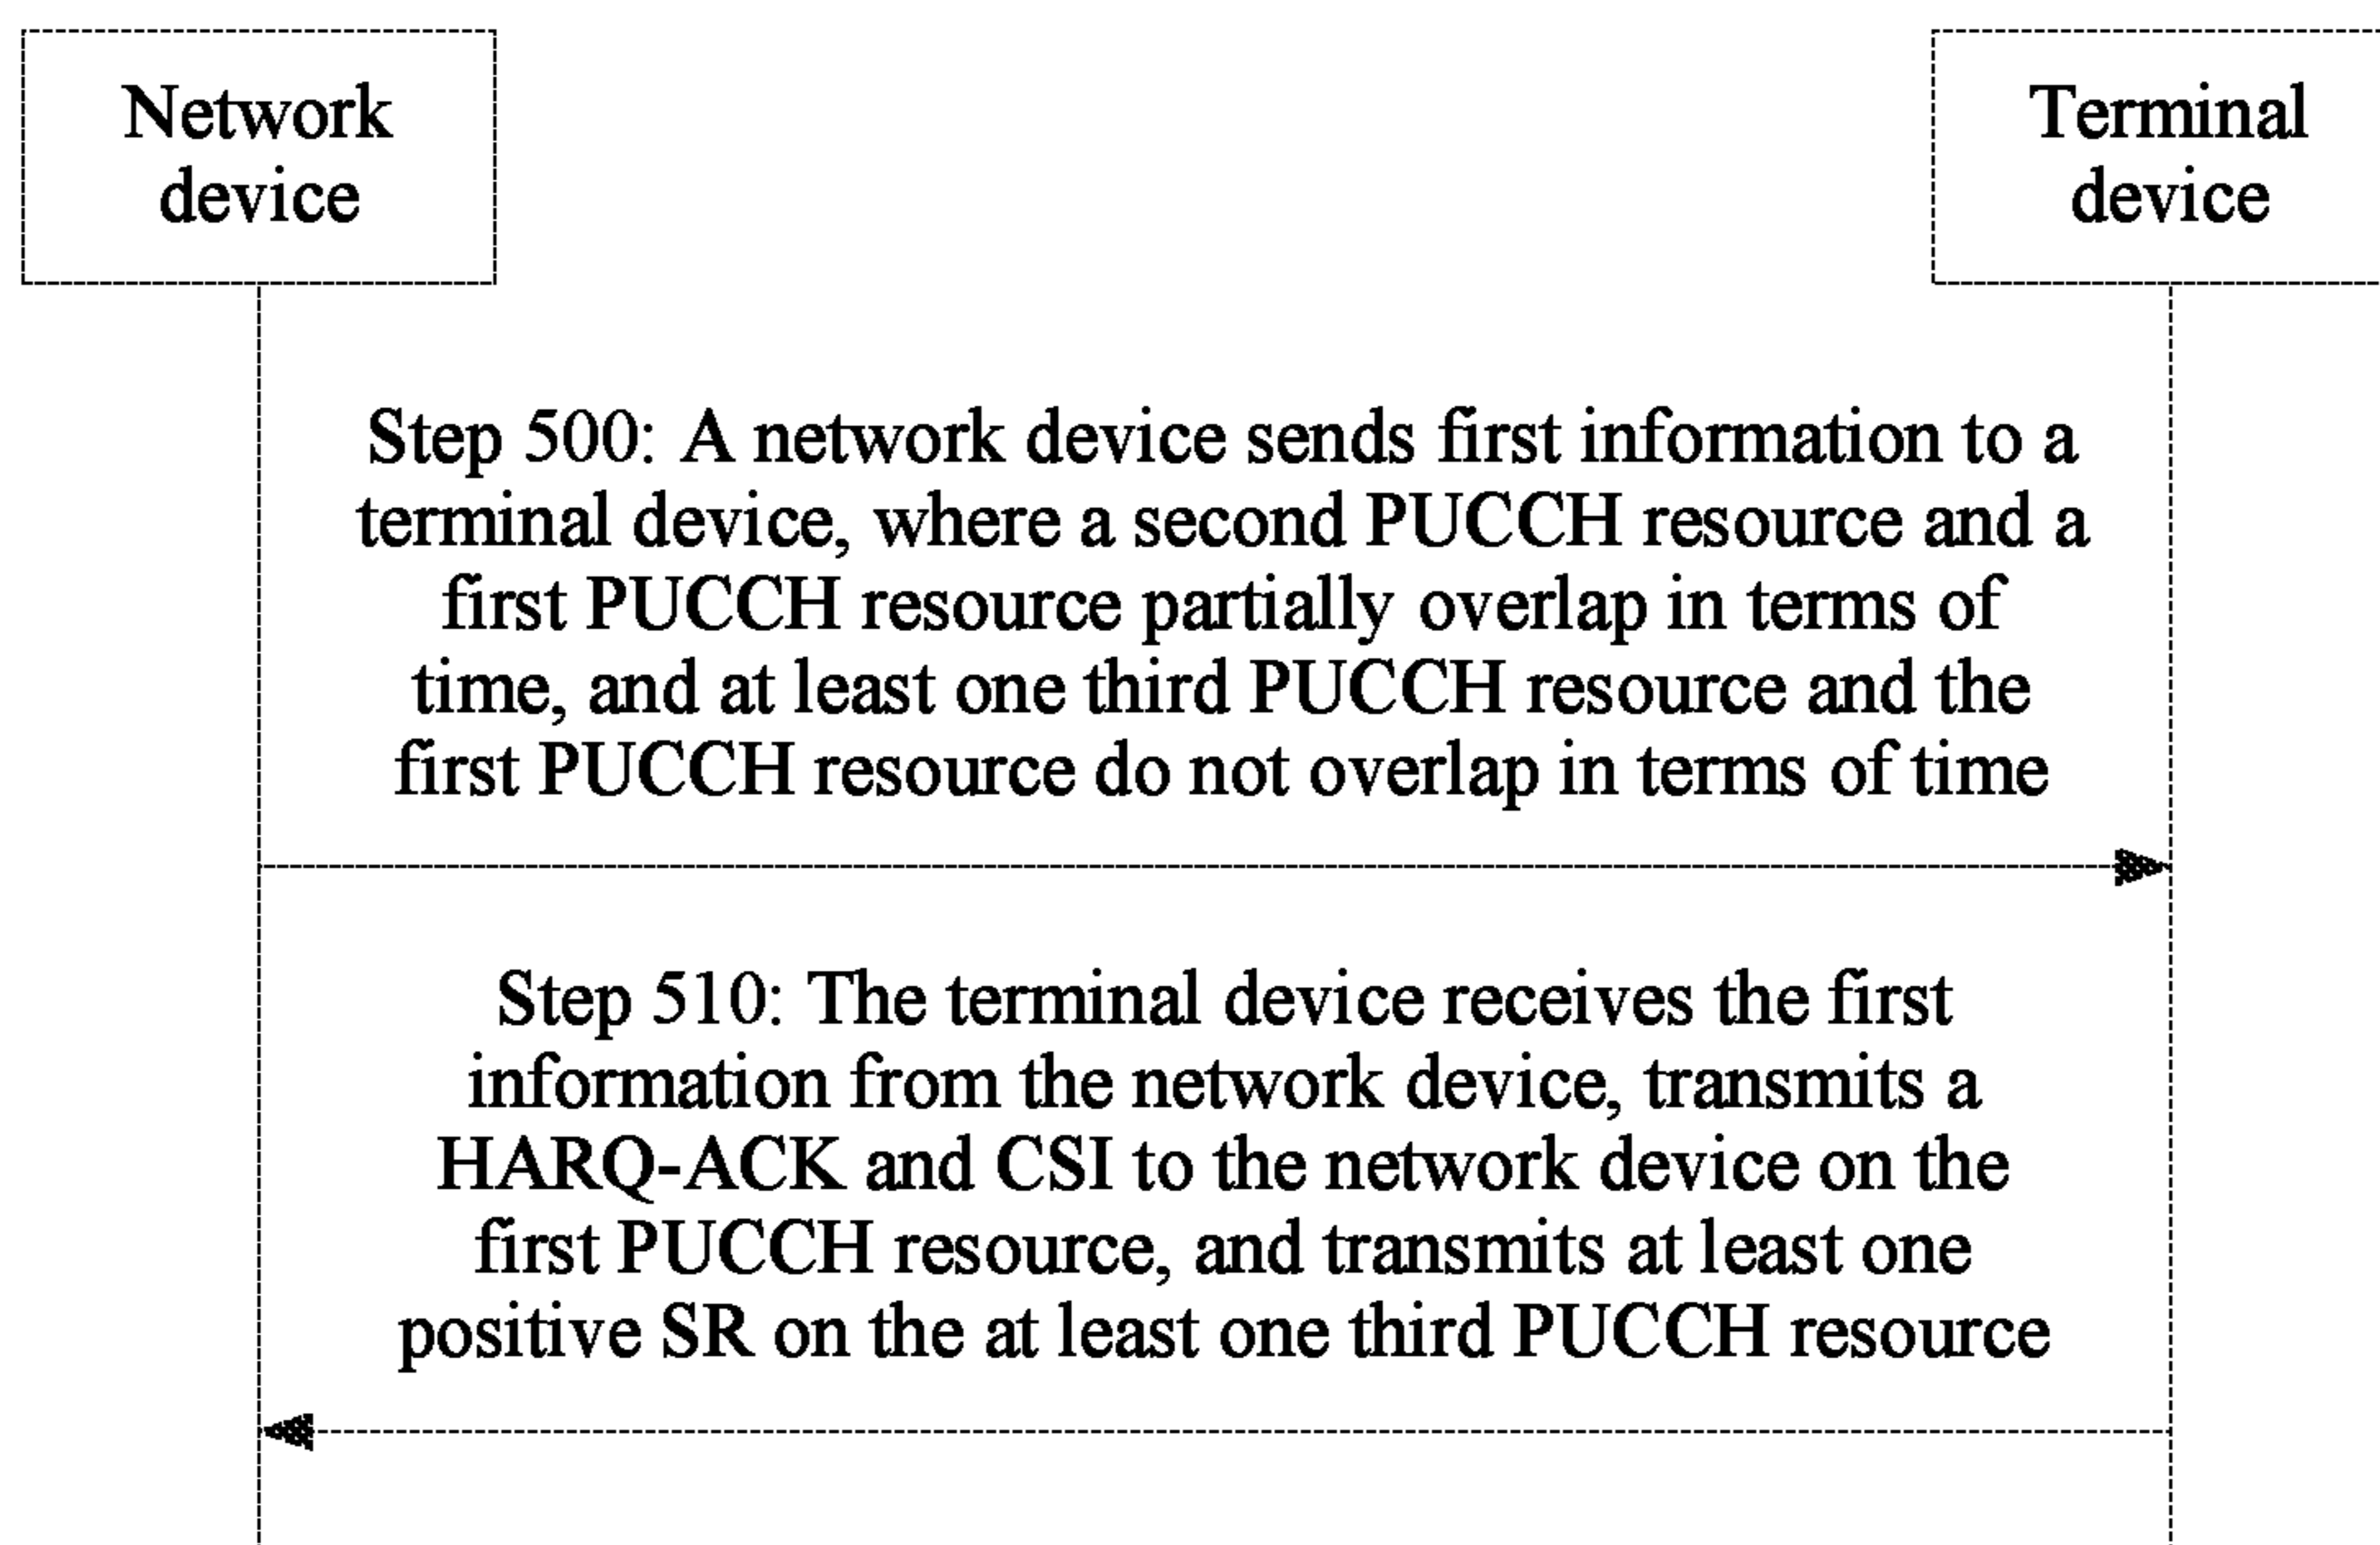 Network
device
Terminal
device
Step 500: A network device sends first information to a
terminal device, where a second PUCCH resource and a
first PUCCH resource partially overlap in terms of
time, and at least one third PUCCH resource and the
first PUCCH resource do not overlap in terms of time
Step 510: The terminal device receives the first
information from the network device, transmits a
HARQ-ACK and CSI to the network device on the
first PUCCH resource, and transmits at least one
positive SR on the at least one third PUCCH resource